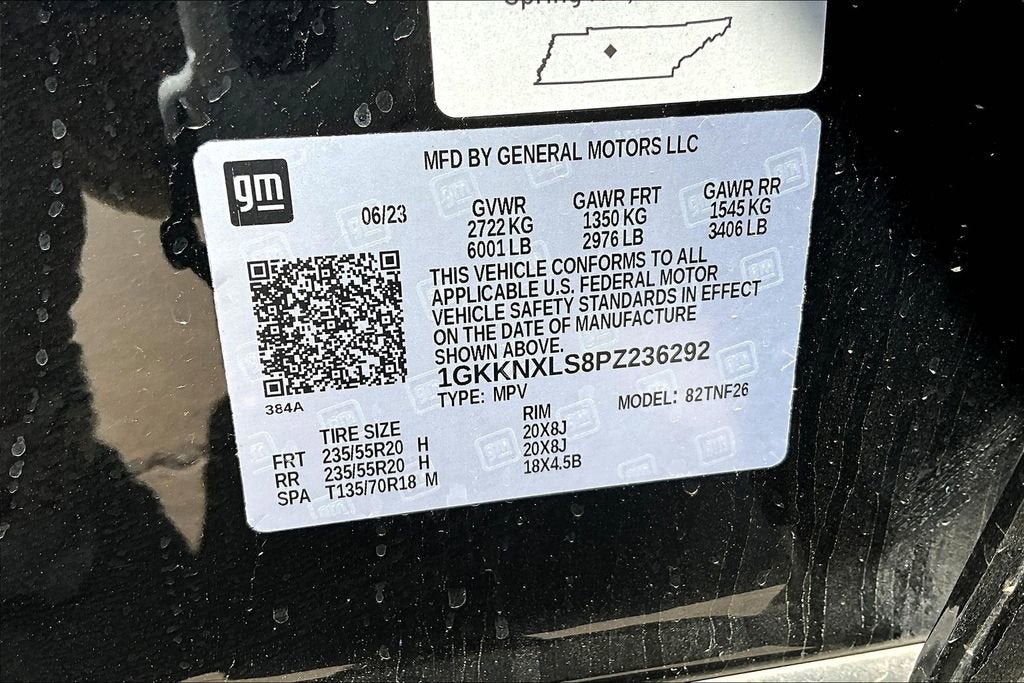 Spring
MFD BY GENERAL MOTORS LLC
gm
06/23
GVWR
2722 KG
6001 LB
GAWR FRT
1350 KG
2976 LB
GAWR RR
1545 KG
3406 LB
THIS VEHICLE CONFORMS TO ALL
APPLICABLE U.S. FEDERAL MOTOR
VEHICLE SAFETY STANDARDS IN EFFECT
ON THE DATE OF MANUFACTURE
SHOWN ABOVE.
1GKKNXLS8PZ236292
TYPE: MPV
MODEL: 82TNF26
384A
TIRE SIZE
RIM
FRT 235/55R20 H 20X8J
RR 235/55R20 H 20X8J
SPA T135/70R18 M 18X4.5B